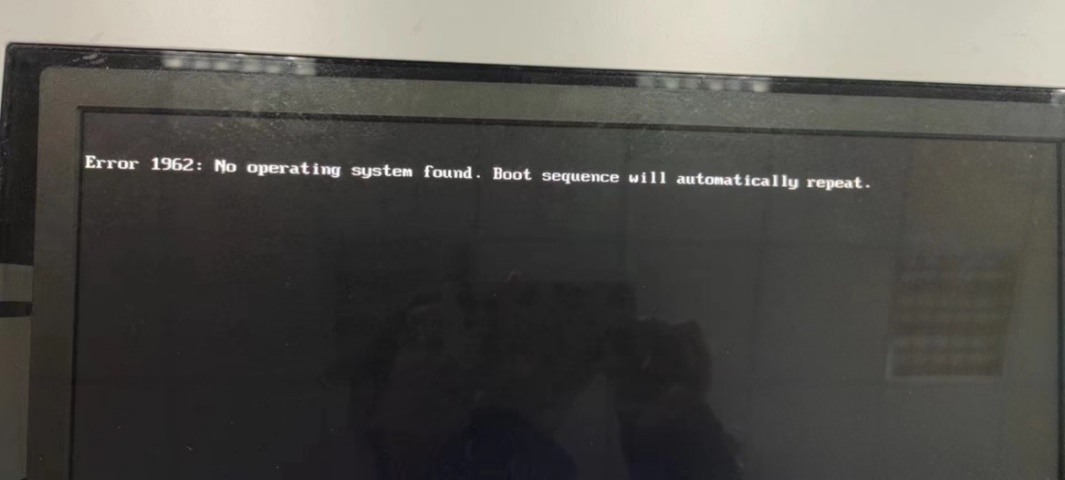 Error 1962: No operating system found. Boot sequence will automatically repeat.